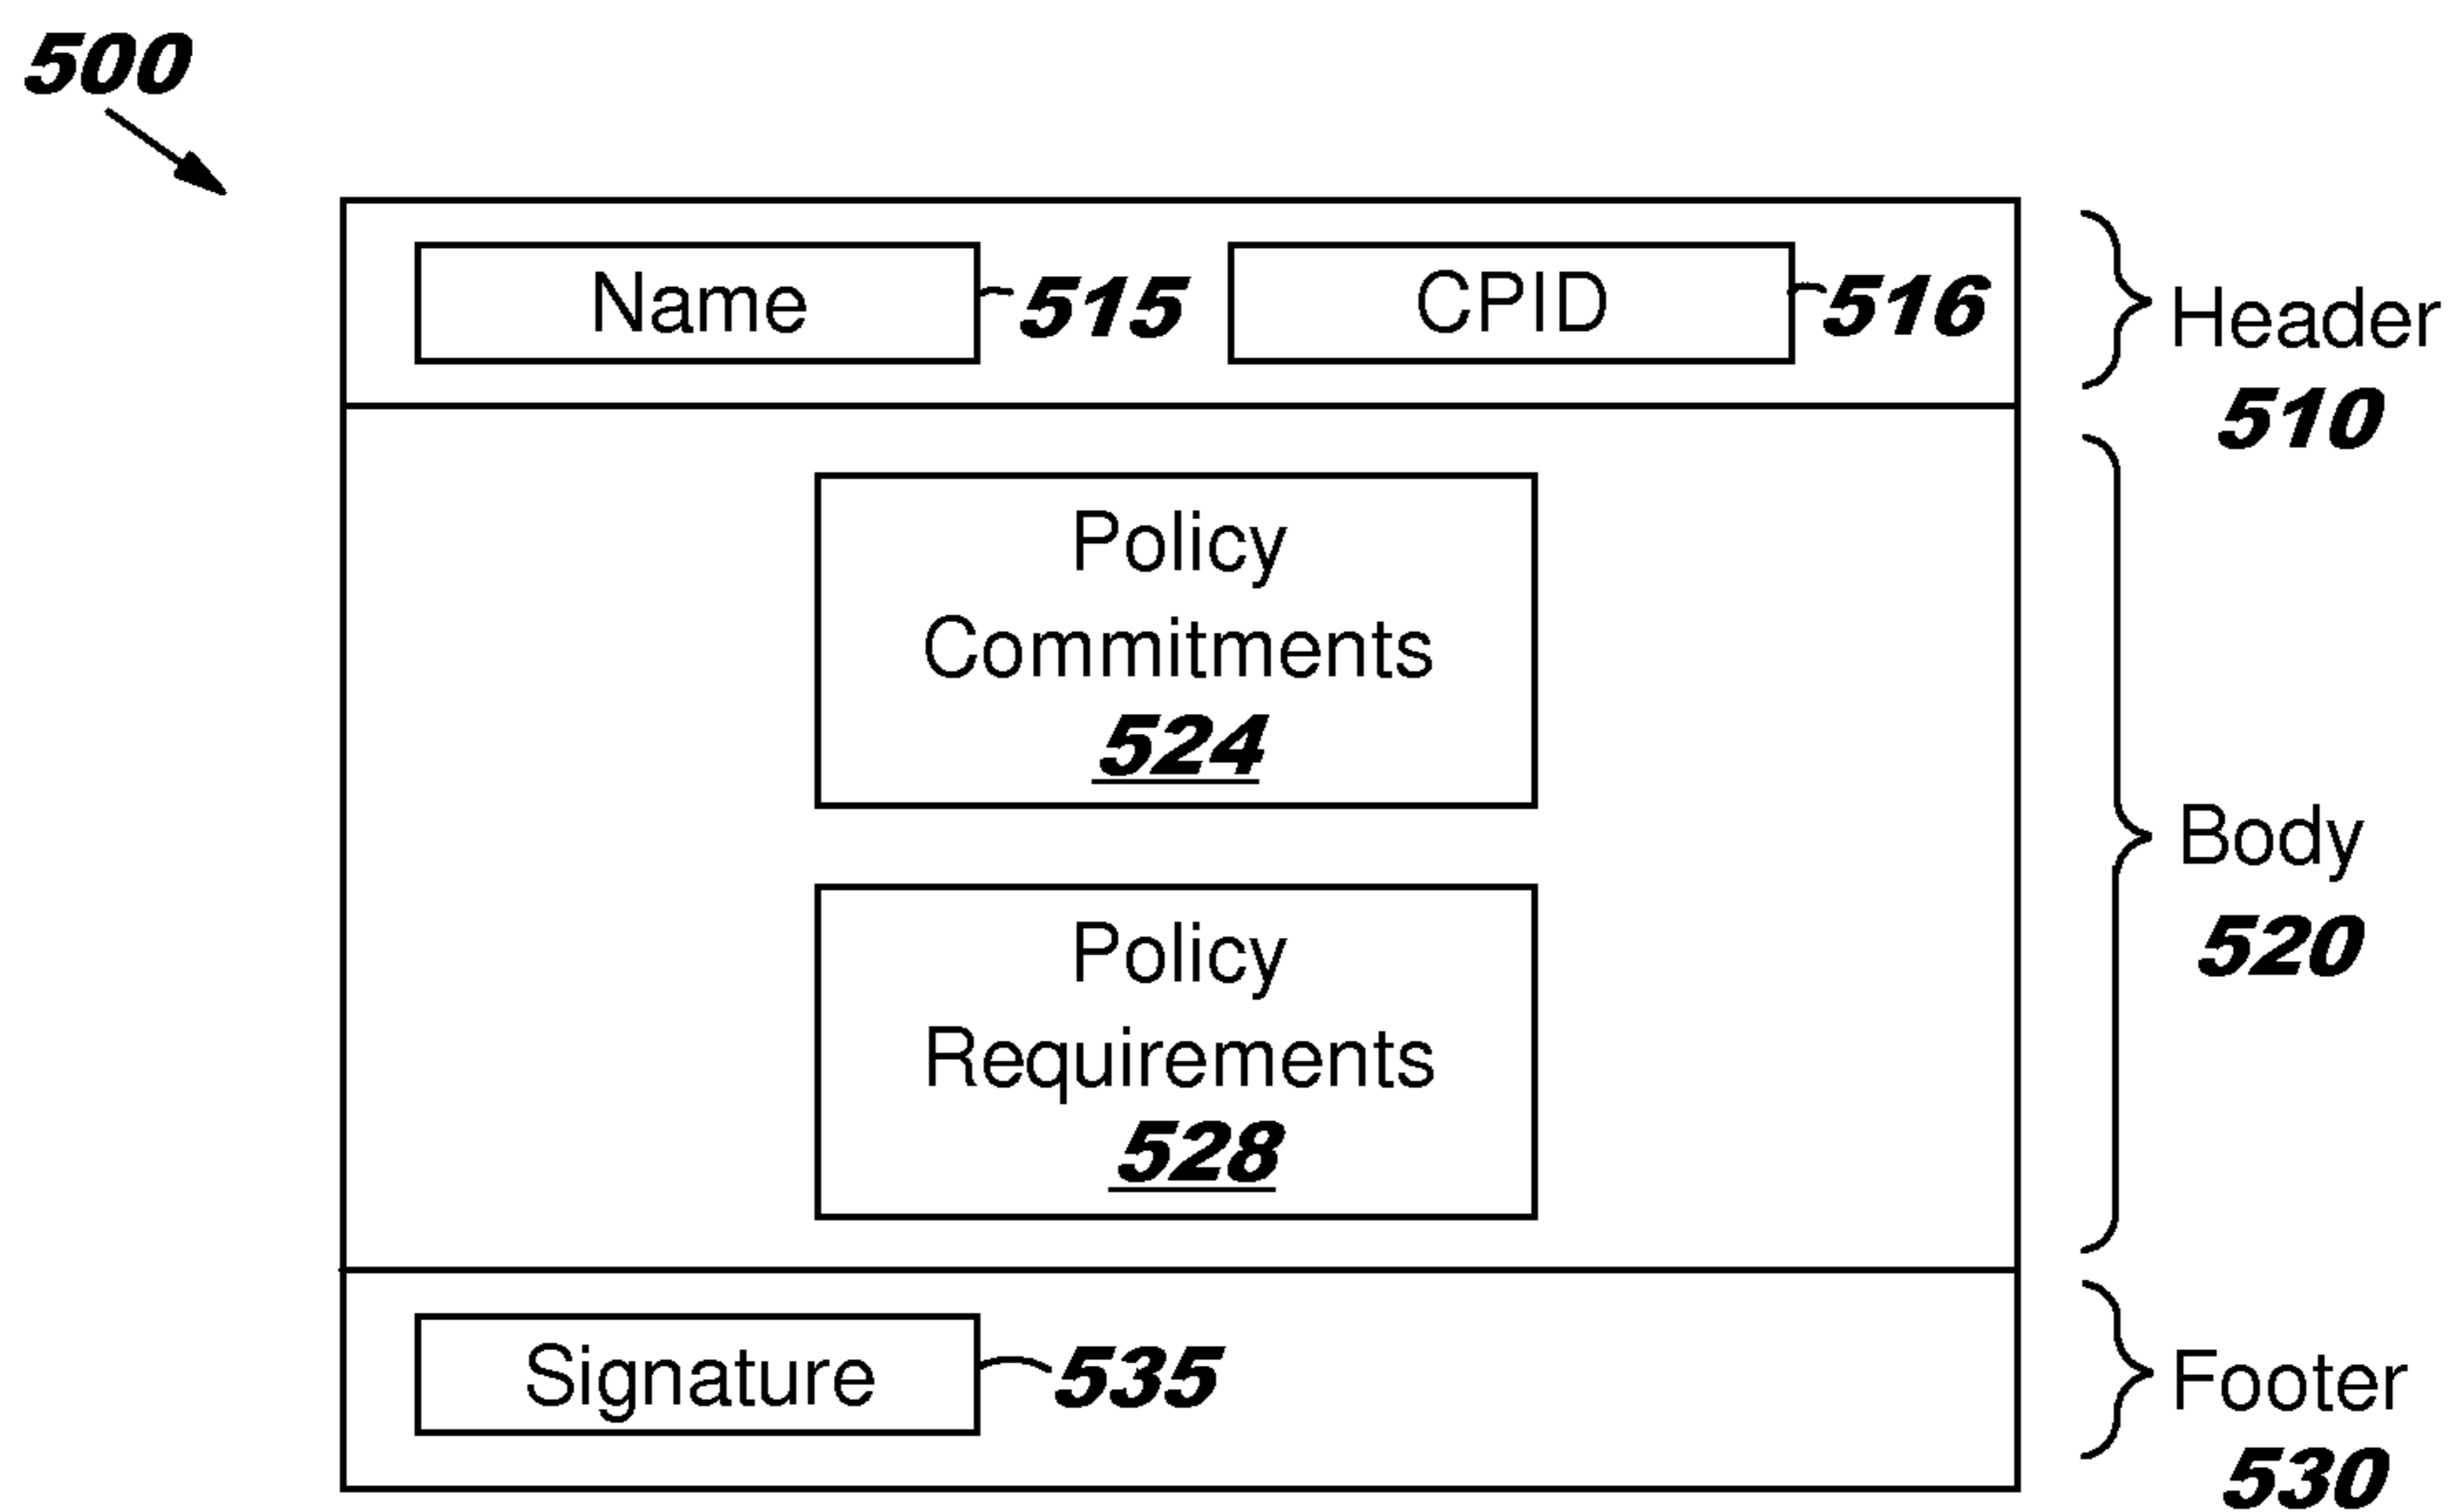 500
Name 515 CPID 516
Header
510
Policy
Commitments
524
Body
520
Policy
Requirements
528
Signature 535
Footer
530